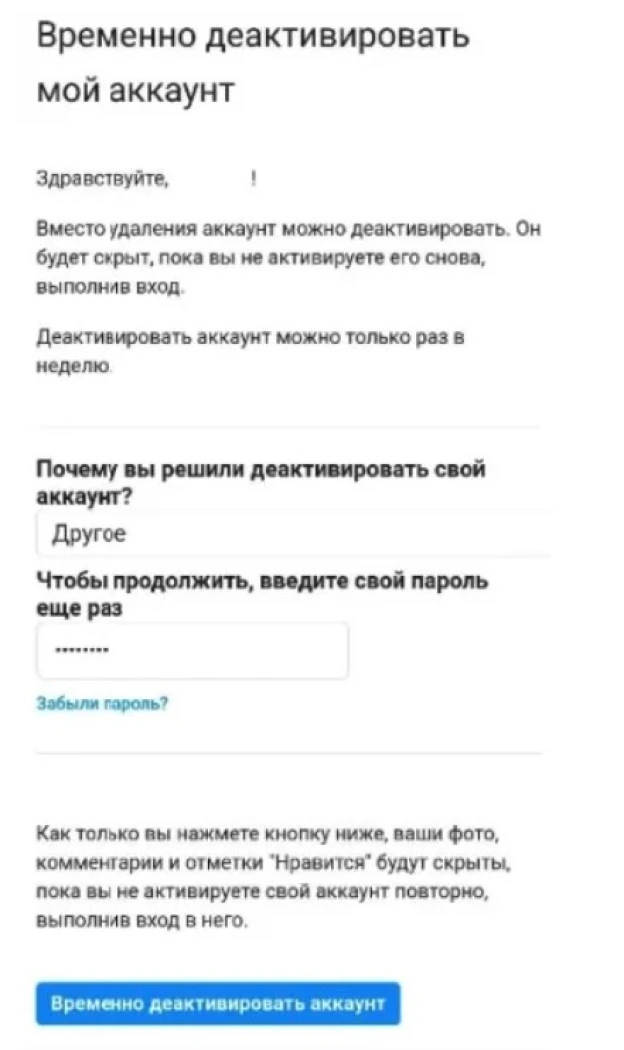 Временно деактивировать
мой аккаунт
Здравствуйте, !
Вместо удаления аккаунт можно деактивировать. Он
будет скрыт, пока вы не активируете его снова,
выполнив вход.
Деактивировать аккаунт можно только раз в
неделю.
Почему вы решили деактивировать свой
аккаунт?
Другое
Чтобы продолжить, введите свой пароль
еще раз
••••••••
Забыли пароль?
Как только вы нажмете кнопку ниже, ваши фото,
комментарии и отметки "Нравится" будут скрыты,
пока вы не активируете свой аккаунт повторно,
выполнив вход в него.
Временно деактивировать аккаунт